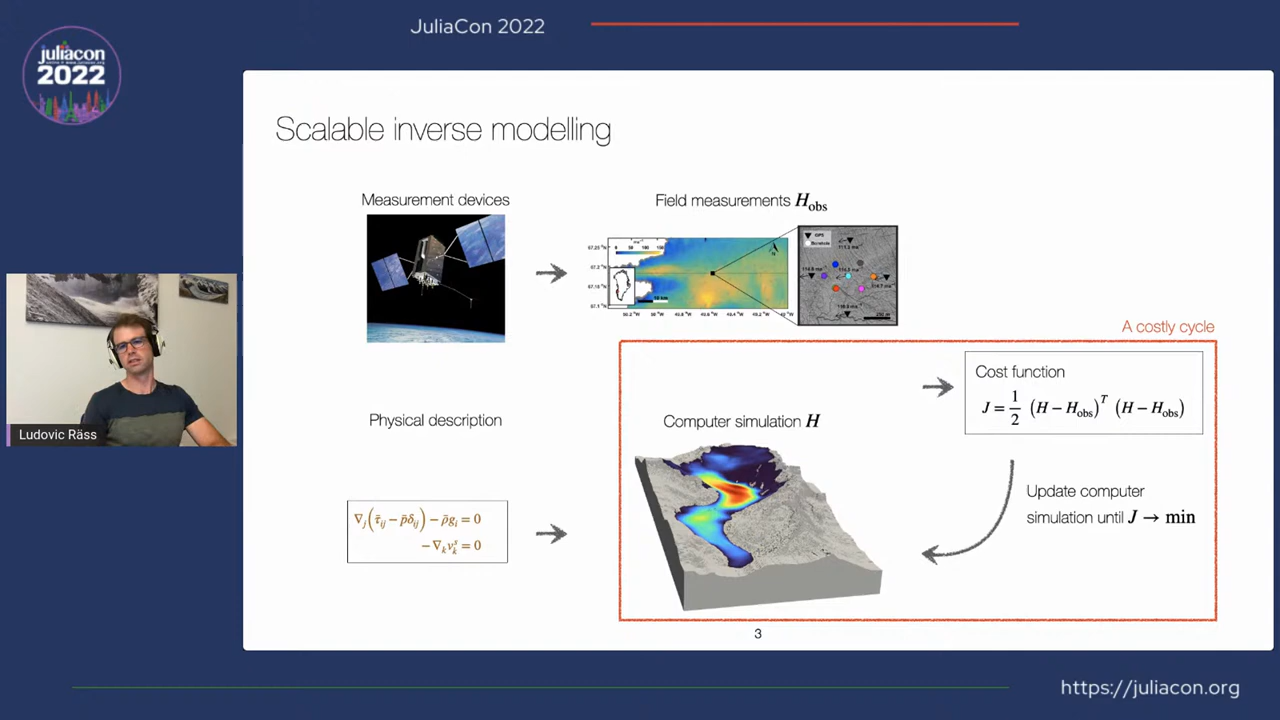 JuliaCon 2022
juliacon
2022
Scalable inverse modelling
Measurement devices
Field measurements H_obs
A costly cycle
Cost function
J = 1/2 (H − H_obs)^T (H − H_obs)
Physical description
Computer simulation H
Update computer
simulation until J → min
∇_j(τ̄_ij − p̄δ_ij) − ρ̄g_i = 0
− ∇_k v_k^s = 0
Ludovic Räss
3
https://juliacon.org